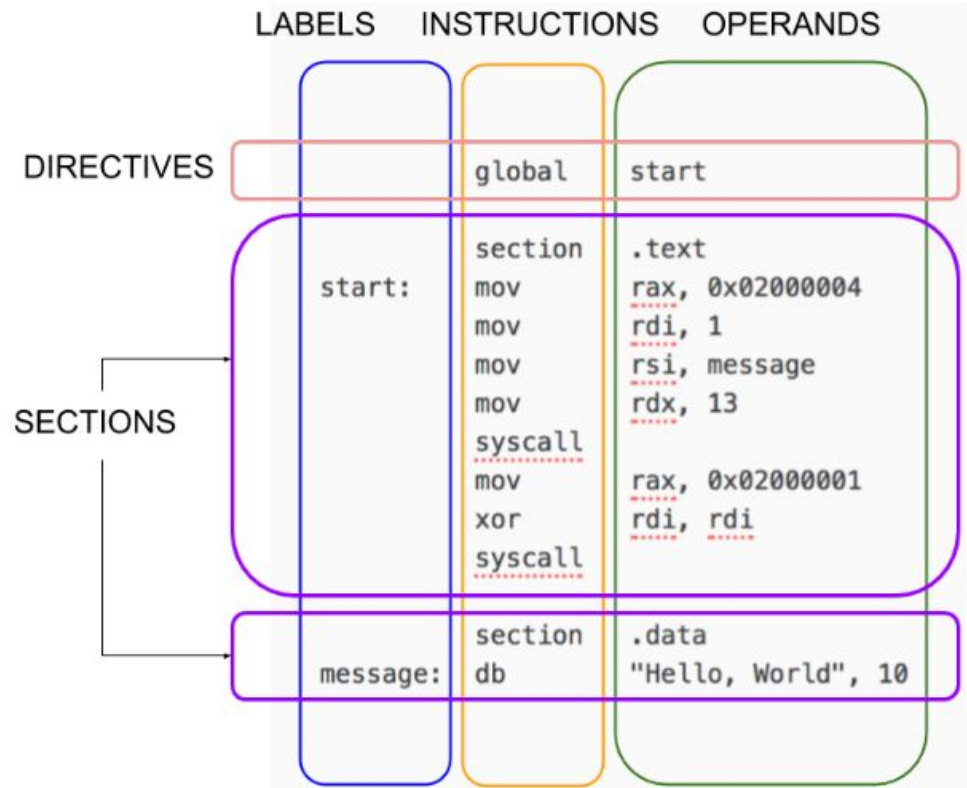 LABELS INSTRUCTIONS OPERANDS
DIRECTIVES
global start
section .text
start: mov rax, 0x02000004
mov rdi, 1
mov rsi, message
mov rdx, 13
SECTIONS
syscall
mov rax, 0x02000001
xor rdi, rdi
syscall
section .data
message: db "Hello, World", 10